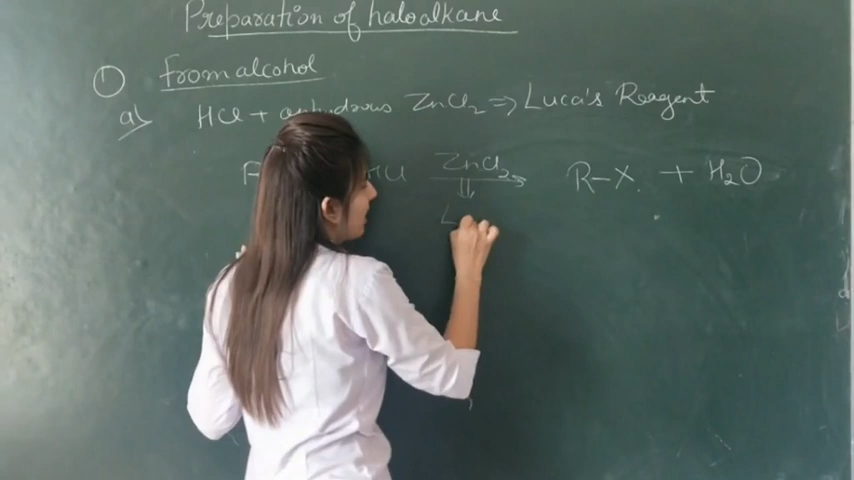 Preparation of haloalkane
① From alcohol
a) HCl + anhydrous ZnCl₂ ⇒ Luca's Reagent
ZnCl₂ → R-X + H₂O
⇓
L